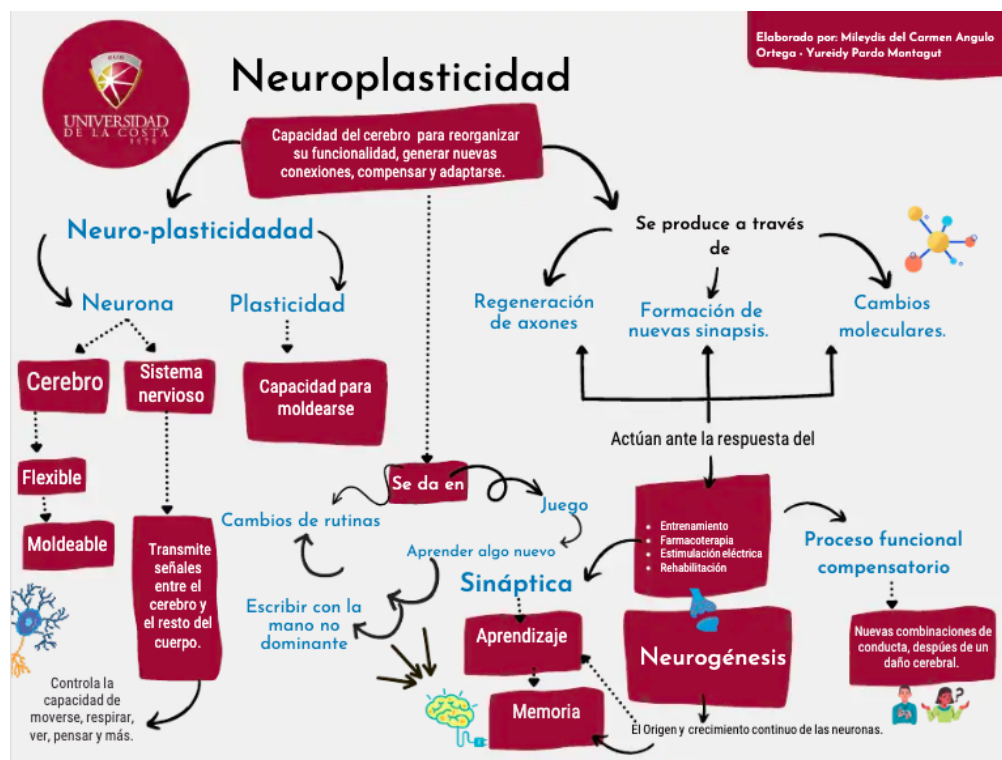 Elaborado por: Mileydis del Carmen Angulo
Ortega - Yureidy Pardo Montagut
UNIVERSIDAD
DE LA COSTA
1970
Neuroplasticidad
Capacidad del cerebro para reorganizar
su funcionalidad, generar nuevas
conexiones, compensar y adaptarse.
Neuro-plasticidadad
Neurona
Plasticidad
Cerebro
Sistema
nervioso
Capacidad para
moldearse
Flexible
Moldeable
Transmite
señales
entre el
cerebro y
el resto del
cuerpo.
Controla la
capacidad de
moverse, respirar,
ver, pensar y más.
Se da en
Cambios de rutinas
Juego
Aprender algo nuevo
Escribir con la
mano no
dominante
Se produce a través
de
Regeneración
de axones
Formación de
nuevas sinapsis.
Cambios
moleculares.
Actúan ante la respuesta del
Entrenamiento
Farmacoterapia
Estimulación eléctrica
Rehabilitación
Sináptica
Aprendizaje
Memoria
Neurogénesis
El Origen y crecimiento continuo de las neuronas.
Proceso funcional
compensatorio
Nuevas combinaciones de
conducta, despúes de un
daño cerebral.